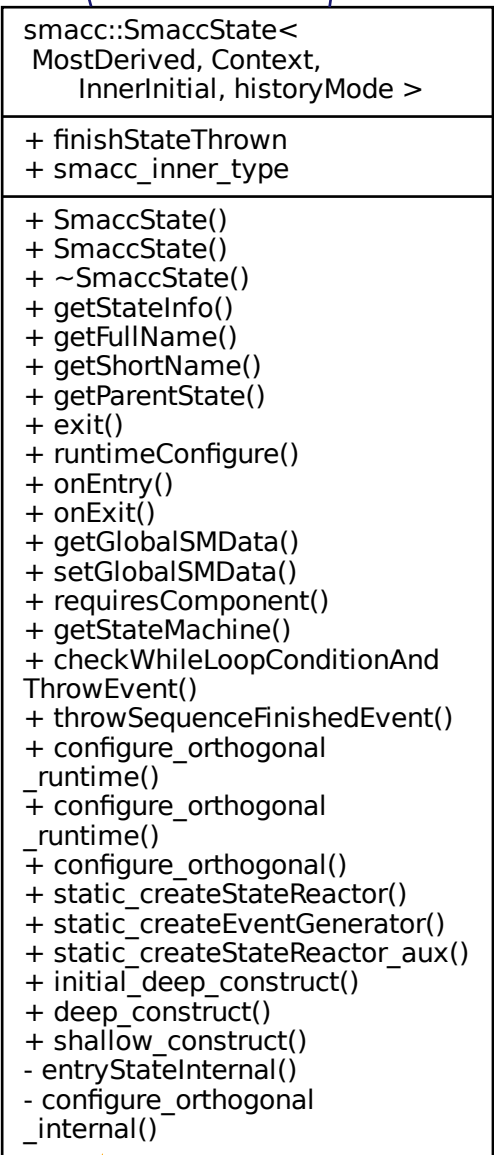 smacc::SmaccState<
MostDerived, Context,
InnerInitial, historyMode >
+ finishStateThrown
+ smacc_inner_type
+ SmaccState()
+ SmaccState()
+ ~SmaccState()
+ getStateInfo()
+ getFullName()
+ getShortName()
+ getParentState()
+ exit()
+ runtimeConfigure()
+ onEntry()
+ onExit()
+ getGlobalSMData()
+ setGlobalSMData()
+ requiresComponent()
+ getStateMachine()
+ checkWhileLoopConditionAnd
ThrowEvent()
+ throwSequenceFinishedEvent()
+ configure_orthogonal
_runtime()
+ configure_orthogonal
_runtime()
+ configure_orthogonal()
+ static_createStateReactor()
+ static_createEventGenerator()
+ static_createStateReactor_aux()
+ initial_deep_construct()
+ deep_construct()
+ shallow_construct()
- entryStateInternal()
- configure_orthogonal
_internal()